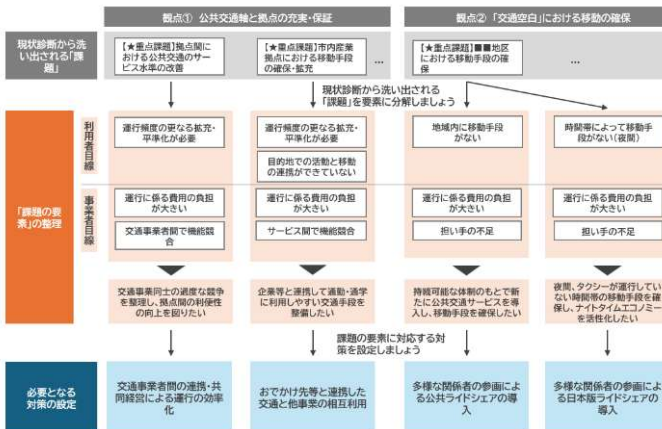 観点① 公共交通軸と拠点の充実・保証
観点②「交通空白」における移動の確保
現状診断から洗
い出される「課
題」
【★重点課題】拠点間に
おける公共交通のサー
ビス水準の改善
【★重点課題】市内産業
拠点における移動手段
の確保・拡充
…
【★重点課題】■■地区
における移動手段の確
保
…
現状診断から洗い出される
「課題」を要素に分解しましょう
「課題の要
素」の整理
利用者目線
運行頻度の更なる拡充・
平準化が必要
運行頻度の更なる拡充・
平準化が必要
目的地での活動と移動
の連携ができていない
地域内に移動手段
がない
時間帯によって移動手
段がない(夜間)
事業者目線
運行に係る費用の負担
が大きい
交通事業者間で機能競
合
運行に係る費用の負担
が大きい
サービス間で機能競合
運行に係る費用の負担
が大きい
担い手の不足
運行に係る費用の負担
が大きい
担い手の不足
交通事業同士の過度な競争
を整理し、拠点間の利便性
の向上を図りたい
企業等と連携して通勤・通学
に利用しやすい交通手段を
整備したい
持続可能な体制のもとで新
たに公共交通サービスを導
入し、移動手段を確保したい
夜間、タクシーが運行してい
ない時間帯の移動手段を確
保し、ナイトタイムエコノミー
を活性化したい
課題の要素に対応する対
策を設定しましょう
必要となる
対策の設定
交通事業者間の連携・共
同経営による運行の効率
化
おでかけ先等と連携した
交通と他事業の相互利用
多様な関係者の参画によ
る公共ライドシェアの導
入
多様な関係者の参画によ
る日本版ライドシェアの
導入